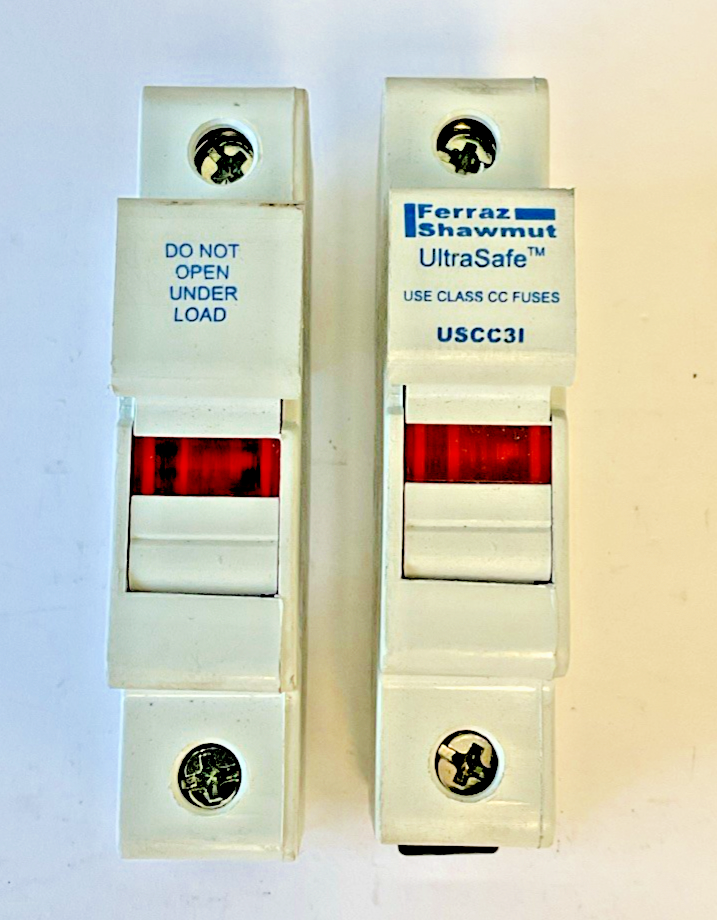 DO NOT
OPEN
UNDER
LOAD
Ferraz
Shawmut
UltraSafe™
USE CLASS CC FUSES
USCC3I